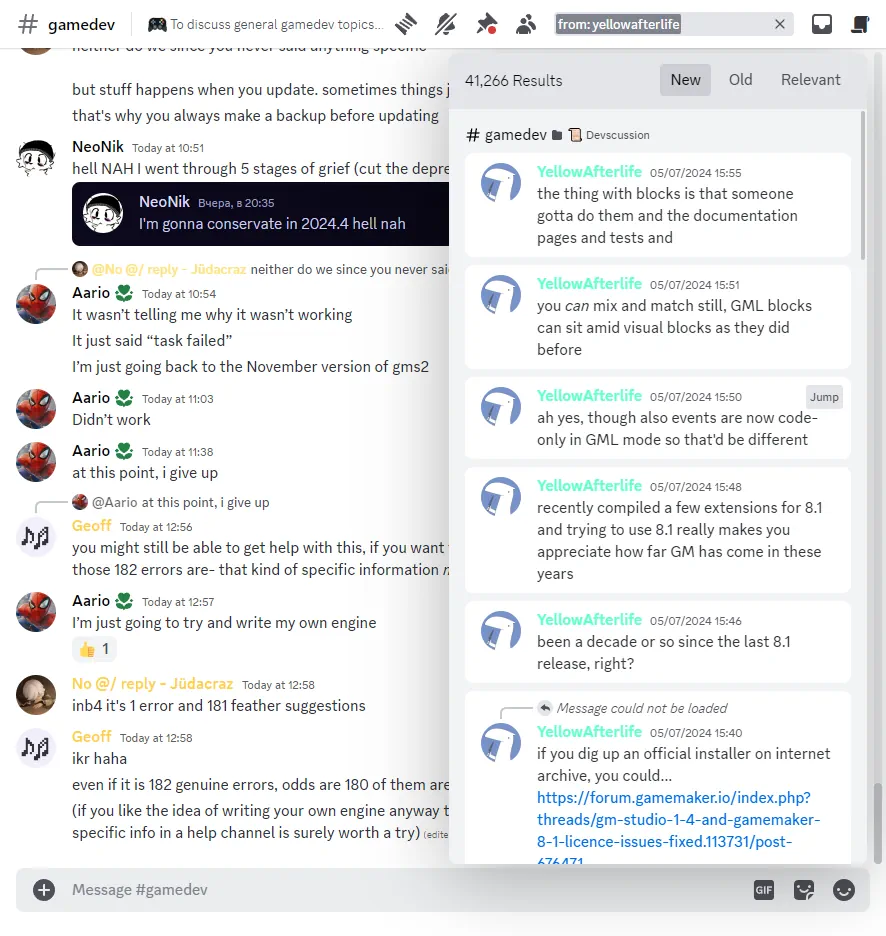 # gamedev
To discuss general gamedev topics...
from: yellowafterlife
neither do we since you never said anything specific
but stuff happens when you update. sometimes things
that's why you always make a backup before updating
NeoNik Today at 10:51
hell NAH I went through 5 stages of grief (cut the depre
NeoNik Вчера, в 20:35
I'm gonna conservate in 2024.4 hell nah
@No @/ reply - Jūdacraz neither do we since you never sai
Aario Today at 10:54
It wasn't telling me why it wasn't working
It just said “task failed”
I'm just going back to the November version of gms2
Aario Today at 11:03
Didn't work
Aario Today at 11:38
at this point, i give up
@Aario at this point, i give up
Geoff Today at 12:56
you might still be able to get help with this, if you want
those 182 errors are- that kind of specific information
Aario Today at 12:57
I'm just going to try and write my own engine
👍 1
No @/ reply - Jūdacraz Today at 12:58
inb4 it's 1 error and 181 feather suggestions
Geoff Today at 12:58
ikr haha
even if it is 182 genuine errors, odds are 180 of them are
(if you like the idea of writing your own engine anyway t
specific info in a help channel is surely worth a try) (edite
Message #gamedev
GIF
41,266 Results
New
Old
Relevant
# gamedev Devscussion
YellowAfterlife 05/07/2024 15:55
the thing with blocks is that someone
gotta do them and the documentation
pages and tests and
YellowAfterlife 05/07/2024 15:51
you can mix and match still, GML blocks
can sit amid visual blocks as they did
before
YellowAfterlife 05/07/2024 15:50
Jump
ah yes, though also events are now code-
only in GML mode so that'd be different
YellowAfterlife 05/07/2024 15:48
recently compiled a few extensions for 8.1
and trying to use 8.1 really makes you
appreciate how far GM has come in these
years
YellowAfterlife 05/07/2024 15:46
been a decade or so since the last 8.1
release, right?
Message could not be loaded
YellowAfterlife 05/07/2024 15:40
if you dig up an official installer on internet
archive, you could...
https://forum.gamemaker.io/index.php?
threads/gm-studio-1-4-and-gamemaker-
8-1-licence-issues-fixed.113731/post-
676471